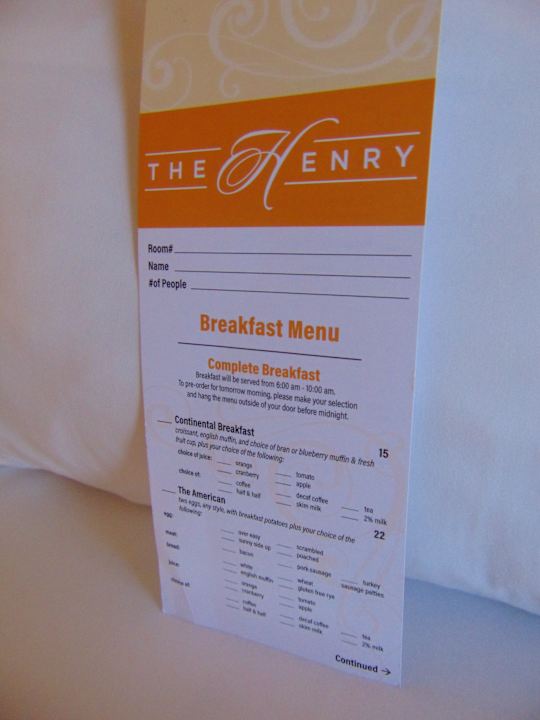 THE HENRY
Room#
Name
#of People
Breakfast Menu
Complete Breakfast
Breakfast will be served from 6:00 am - 10:00 am.
To pre-order for tomorrow morning, please make your selection
and hang the menu outside of your door before midnight.
Continental Breakfast 15
croissant, english muffin, and choice of bran or blueberry muffin & fresh
fruit cup, plus your choice of the following:
choice of juice: orange tomato
cranberry apple
choice of: coffee decaf coffee tea
half & half skim milk 2% milk
The American 22
two eggs, any style, with breakfast potatoes plus your choice of the
following:
egg: over easy scrambled
sunny side up poached
meat: bacon pork sausage turkey sausage patties
bread: white wheat
english muffin gluten free rye
juice: orange tomato
cranberry apple
choice of: coffee decaf coffee tea
half & half skim milk 2% milk
Continued →